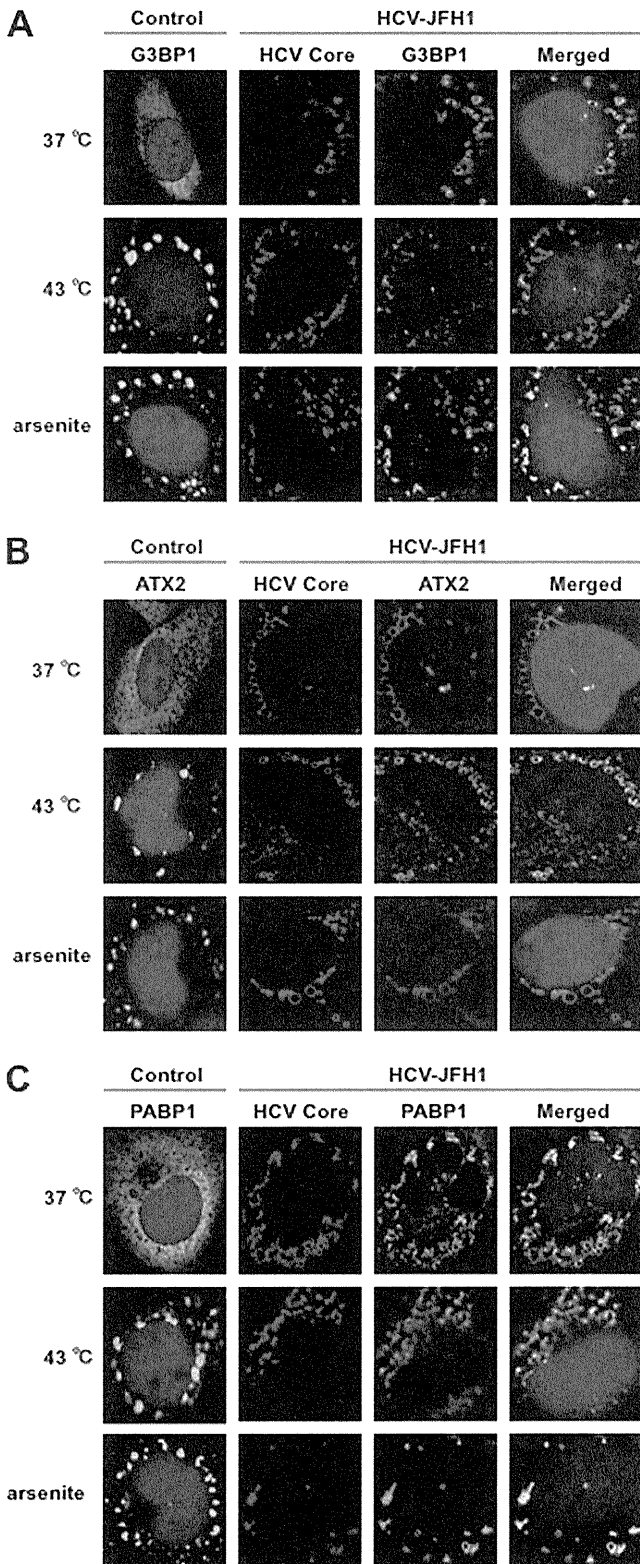 A
Control HCV-JFH1
G3BP1 HCV Core G3BP1 Merged
37 °C
43 °C
arsenite
B
Control HCV-JFH1
ATX2 HCV Core ATX2 Merged
37 °C
43 °C
arsenite
C
Control HCV-JFH1
PABP1 HCV Core PABP1 Merged
37 °C
43 °C
arsenite